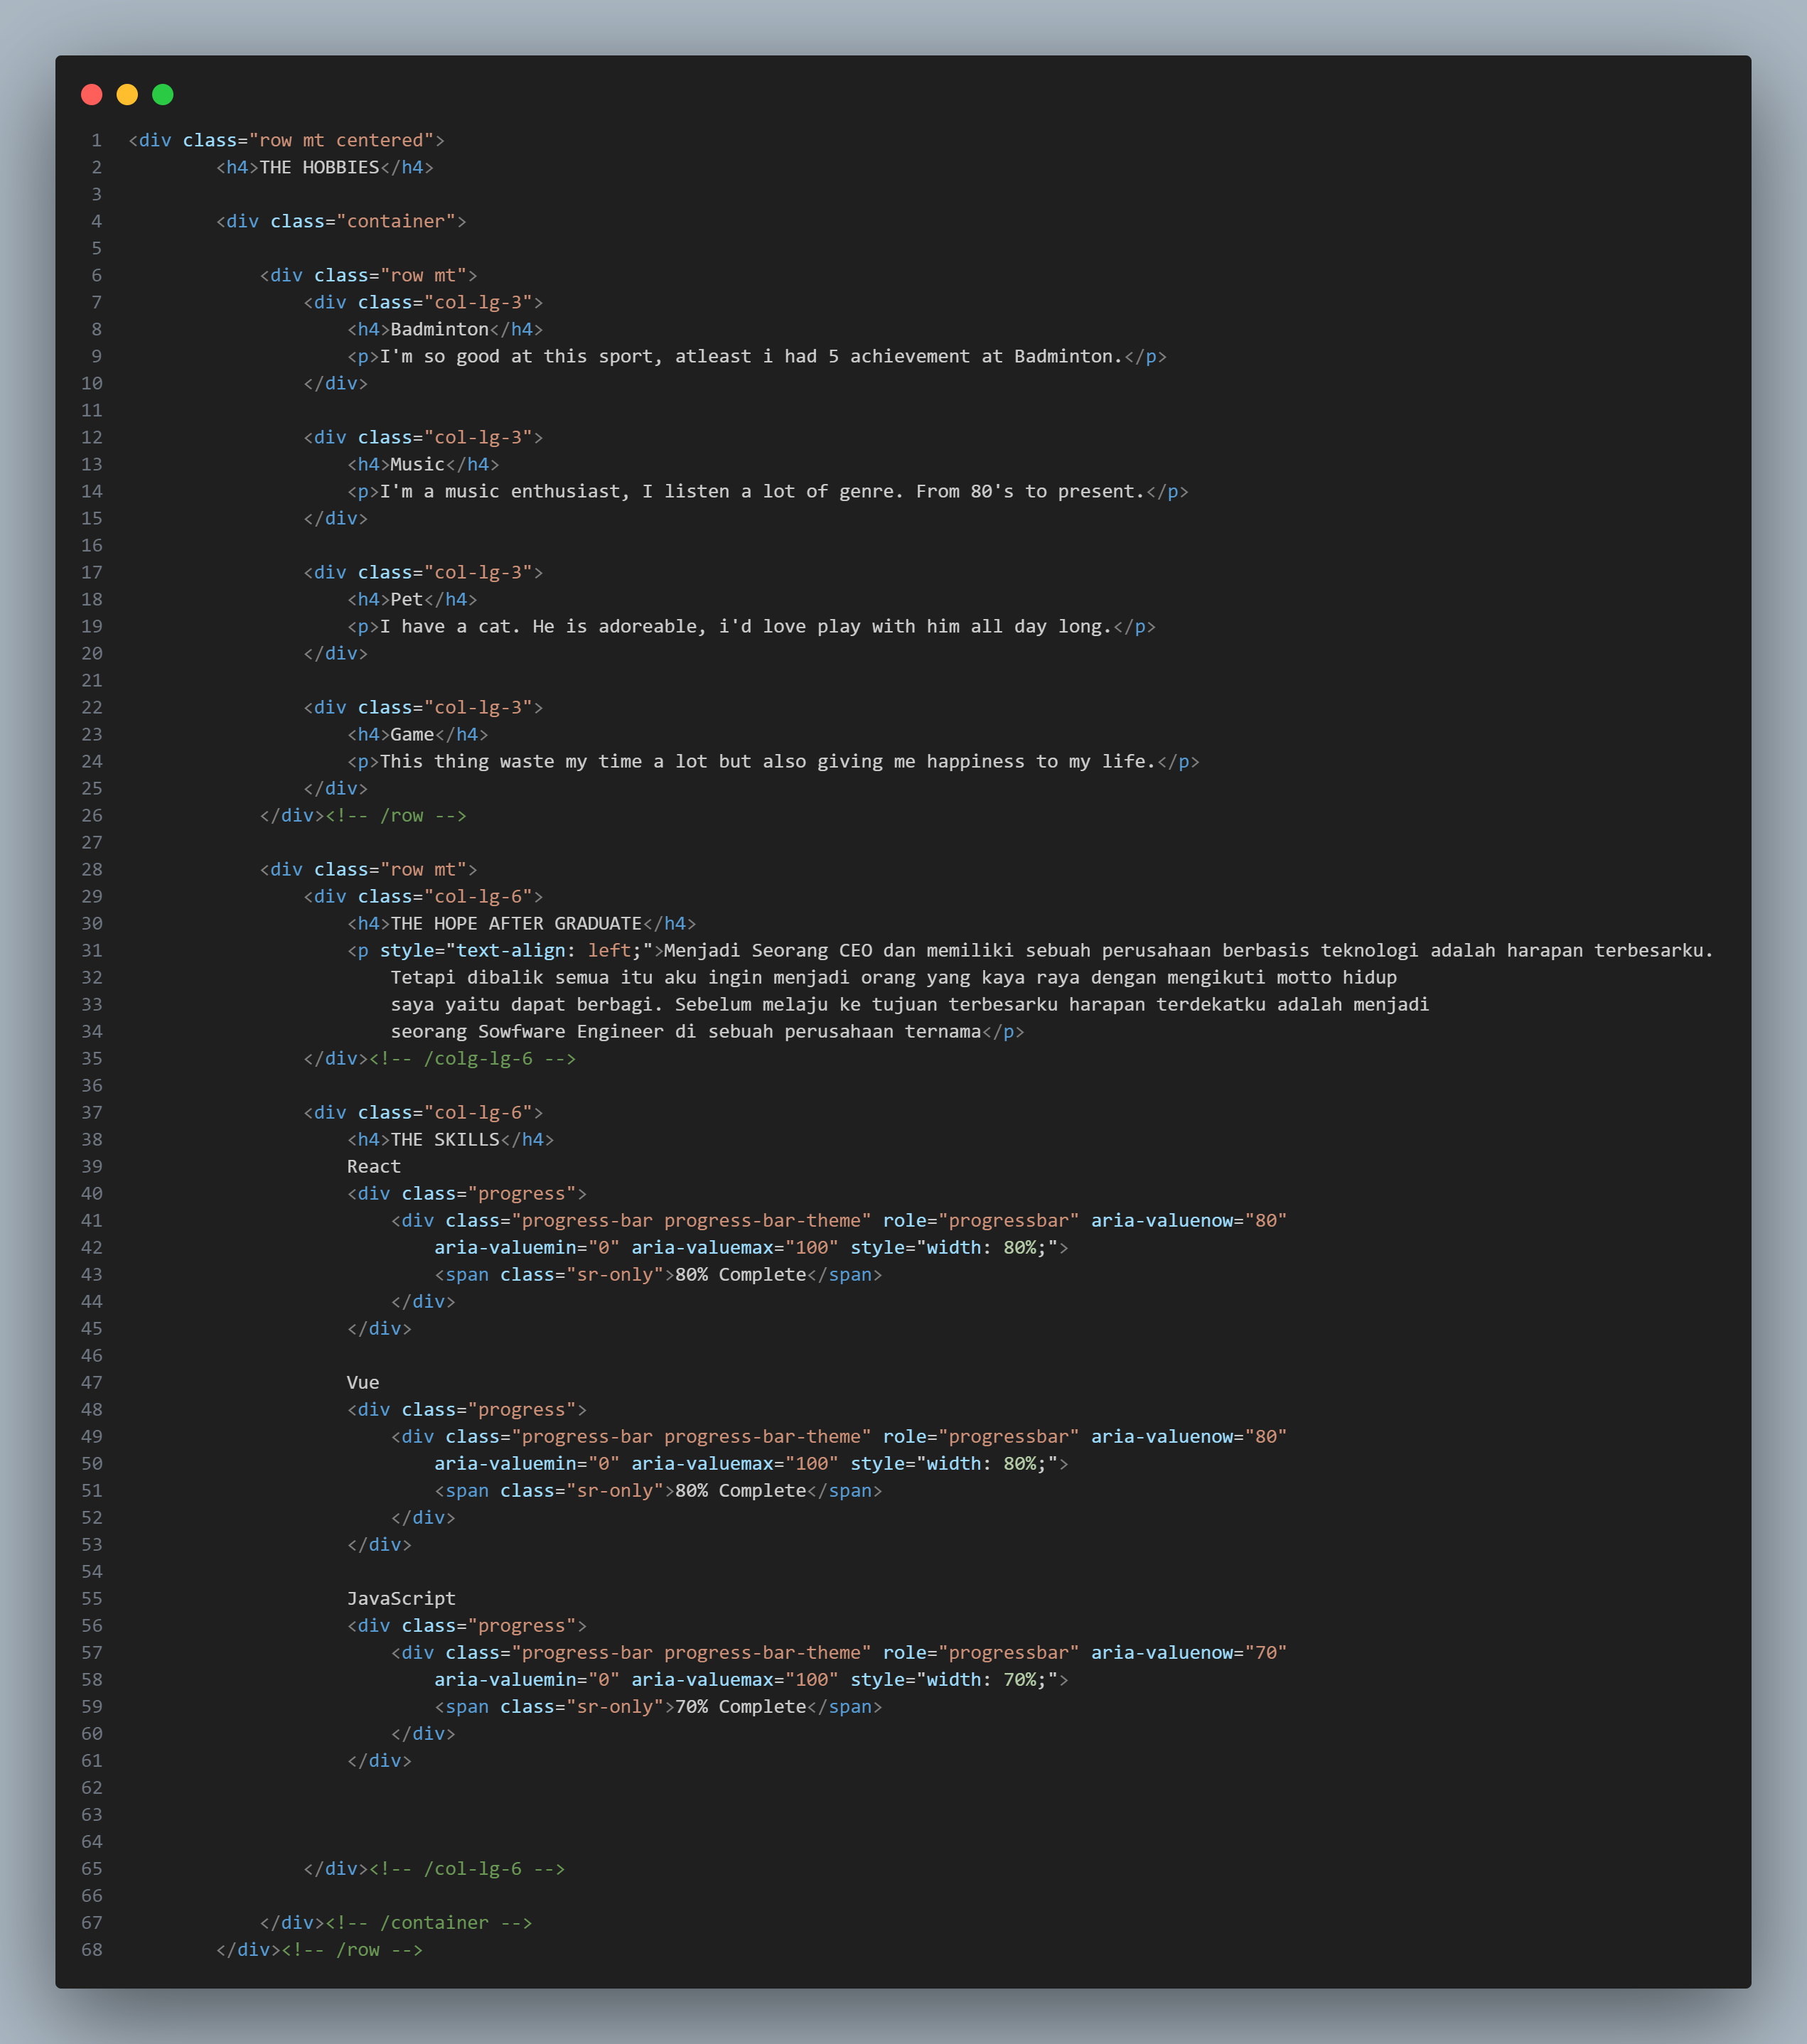 1 <div class="row mt centered">
2         <h4>THE HOBBIES</h4>
3
4         <div class="container">
5
6             <div class="row mt">
7                 <div class="col-lg-3">
8                     <h4>Badminton</h4>
9                     <p>I'm so good at this sport, atleast i had 5 achievement at Badminton.</p>
10                 </div>
11
12                 <div class="col-lg-3">
13                     <h4>Music</h4>
14                     <p>I'm a music enthusiast, I listen a lot of genre. From 80's to present.</p>
15                 </div>
16
17                 <div class="col-lg-3">
18                     <h4>Pet</h4>
19                     <p>I have a cat. He is adoreable, i'd love play with him all day long.</p>
20                 </div>
21
22                 <div class="col-lg-3">
23                     <h4>Game</h4>
24                     <p>This thing waste my time a lot but also giving me happiness to my life.</p>
25                 </div>
26             </div><!-- /row -->
27
28             <div class="row mt">
29                 <div class="col-lg-6">
30                     <h4>THE HOPE AFTER GRADUATE</h4>
31                     <p style="text-align: left;">Menjadi Seorang CEO dan memiliki sebuah perusahaan berbasis teknologi adalah harapan terbesarku.
32                         Tetapi dibalik semua itu aku ingin menjadi orang yang kaya raya dengan mengikuti motto hidup
33                         saya yaitu dapat berbagi. Sebelum melaju ke tujuan terbesarku harapan terdekatku adalah menjadi
34                         seorang Sowfware Engineer di sebuah perusahaan ternama</p>
35                 </div><!-- /colg-lg-6 -->
36
37                 <div class="col-lg-6">
38                     <h4>THE SKILLS</h4>
39                     React
40                     <div class="progress">
41                         <div class="progress-bar progress-bar-theme" role="progressbar" aria-valuenow="80"
42                             aria-valuemin="0" aria-valuemax="100" style="width: 80%;">
43                             <span class="sr-only">80% Complete</span>
44                         </div>
45                     </div>
46
47                     Vue
48                     <div class="progress">
49                         <div class="progress-bar progress-bar-theme" role="progressbar" aria-valuenow="80"
50                             aria-valuemin="0" aria-valuemax="100" style="width: 80%;">
51                             <span class="sr-only">80% Complete</span>
52                         </div>
53                     </div>
54
55                     JavaScript
56                     <div class="progress">
57                         <div class="progress-bar progress-bar-theme" role="progressbar" aria-valuenow="70"
58                             aria-valuemin="0" aria-valuemax="100" style="width: 70%;">
59                             <span class="sr-only">70% Complete</span>
60                         </div>
61                     </div>
62
63
64
65                 </div><!-- /col-lg-6 -->
66
67             </div><!-- /container -->
68         </div><!-- /row -->